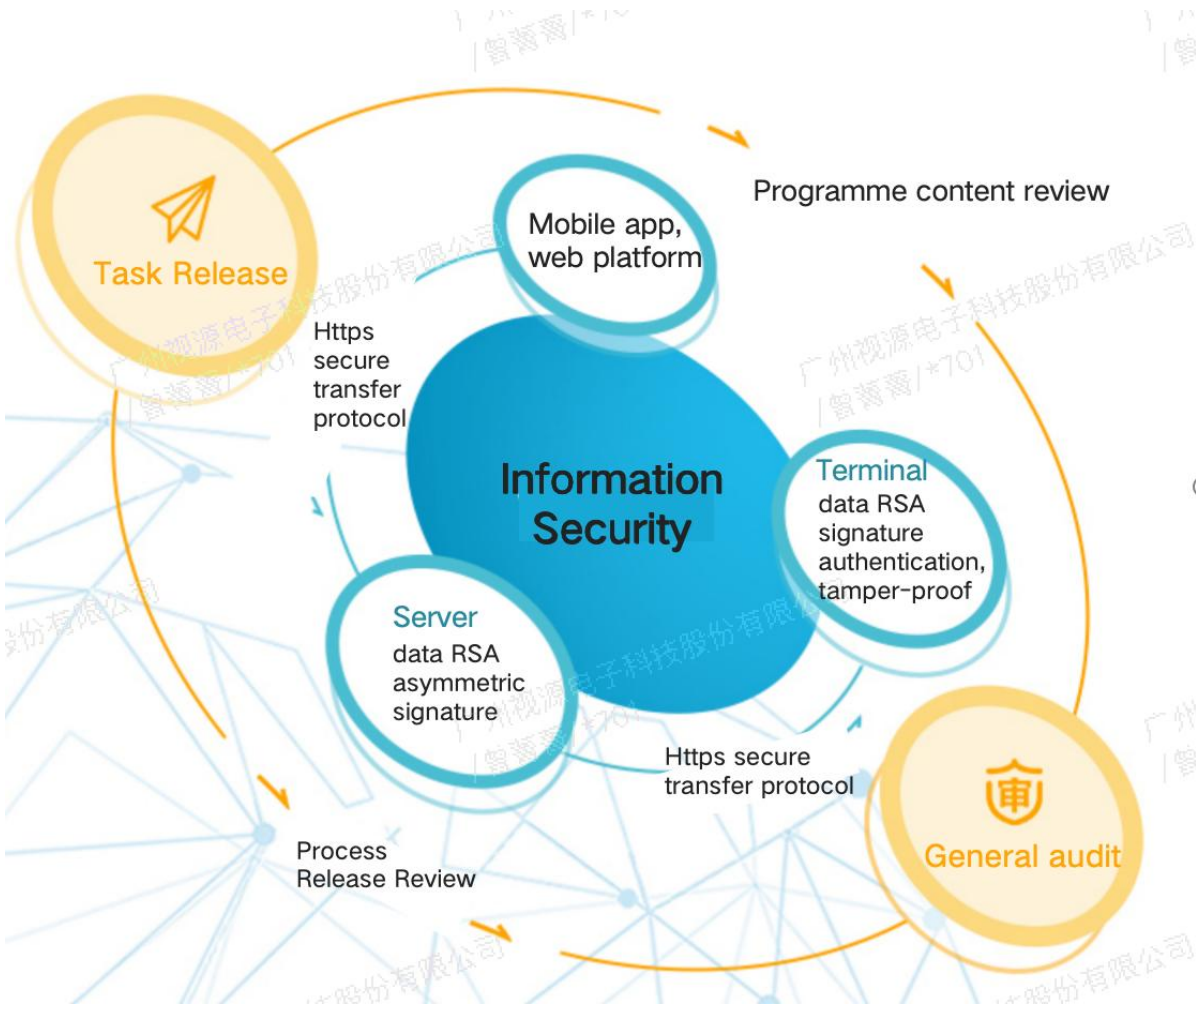 Programme content review
Mobile app,
web platform
Task Release
Https
secure
transfer
protocol
Information
Security
Terminal
data RSA
signature
authentication,
tamper-proof
Server
data RSA
asymmetric
signature
Https secure
transfer protocol
审
General audit
Process
Release Review
广州视源电子科技股份有限公司